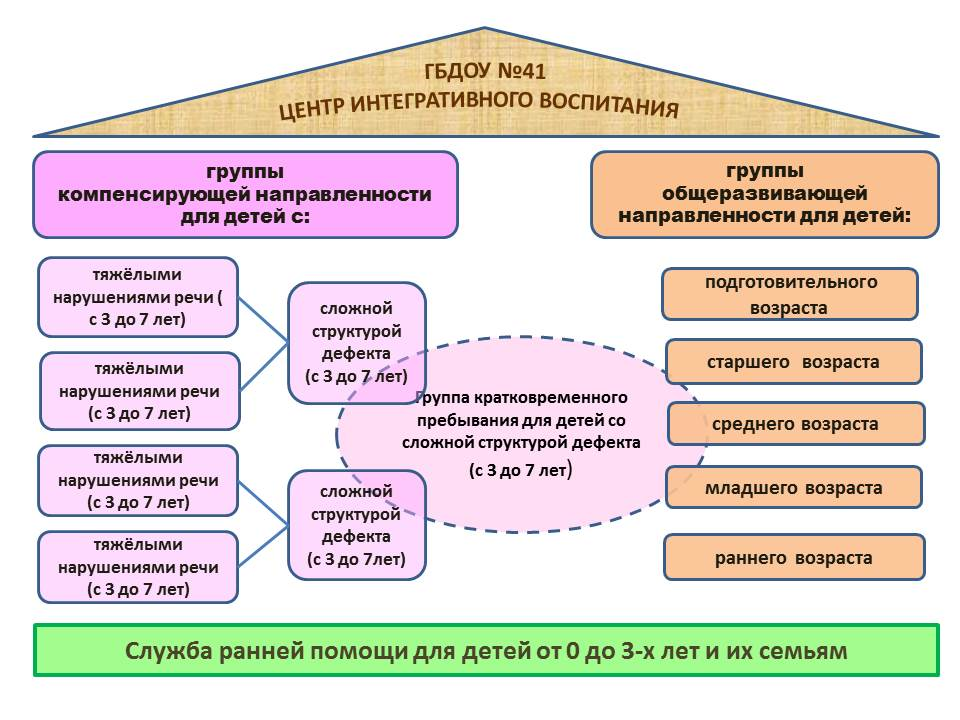 ГБДОУ №41
ЦЕНТР ИНТЕГРАТИВНОГО ВОСПИТАНИЯ
группы
компенсирующей направленности
для детей с:
группы
общеразвивающей
направленности для детей:
тяжёлыми
нарушениями речи (
с 3 до 7 лет)
тяжёлыми
нарушениями речи
(с 3 до 7 лет)
тяжёлыми
нарушениями речи
(с 3 до 7 лет)
тяжёлыми
нарушениями речи
(с 3 до 7 лет)
сложной
структурой
дефекта
(с 3 до 7 лет)
сложной
структурой
дефекта
(с 3 до 7лет)
Группа кратковременного
пребывания для детей со
сложной структурой дефекта
(с 3 до 7 лет)
подготовительного
возраста
старшего возраста
среднего возраста
младшего возраста
раннего возраста
Служба ранней помощи для детей от 0 до 3-х лет и их семьям